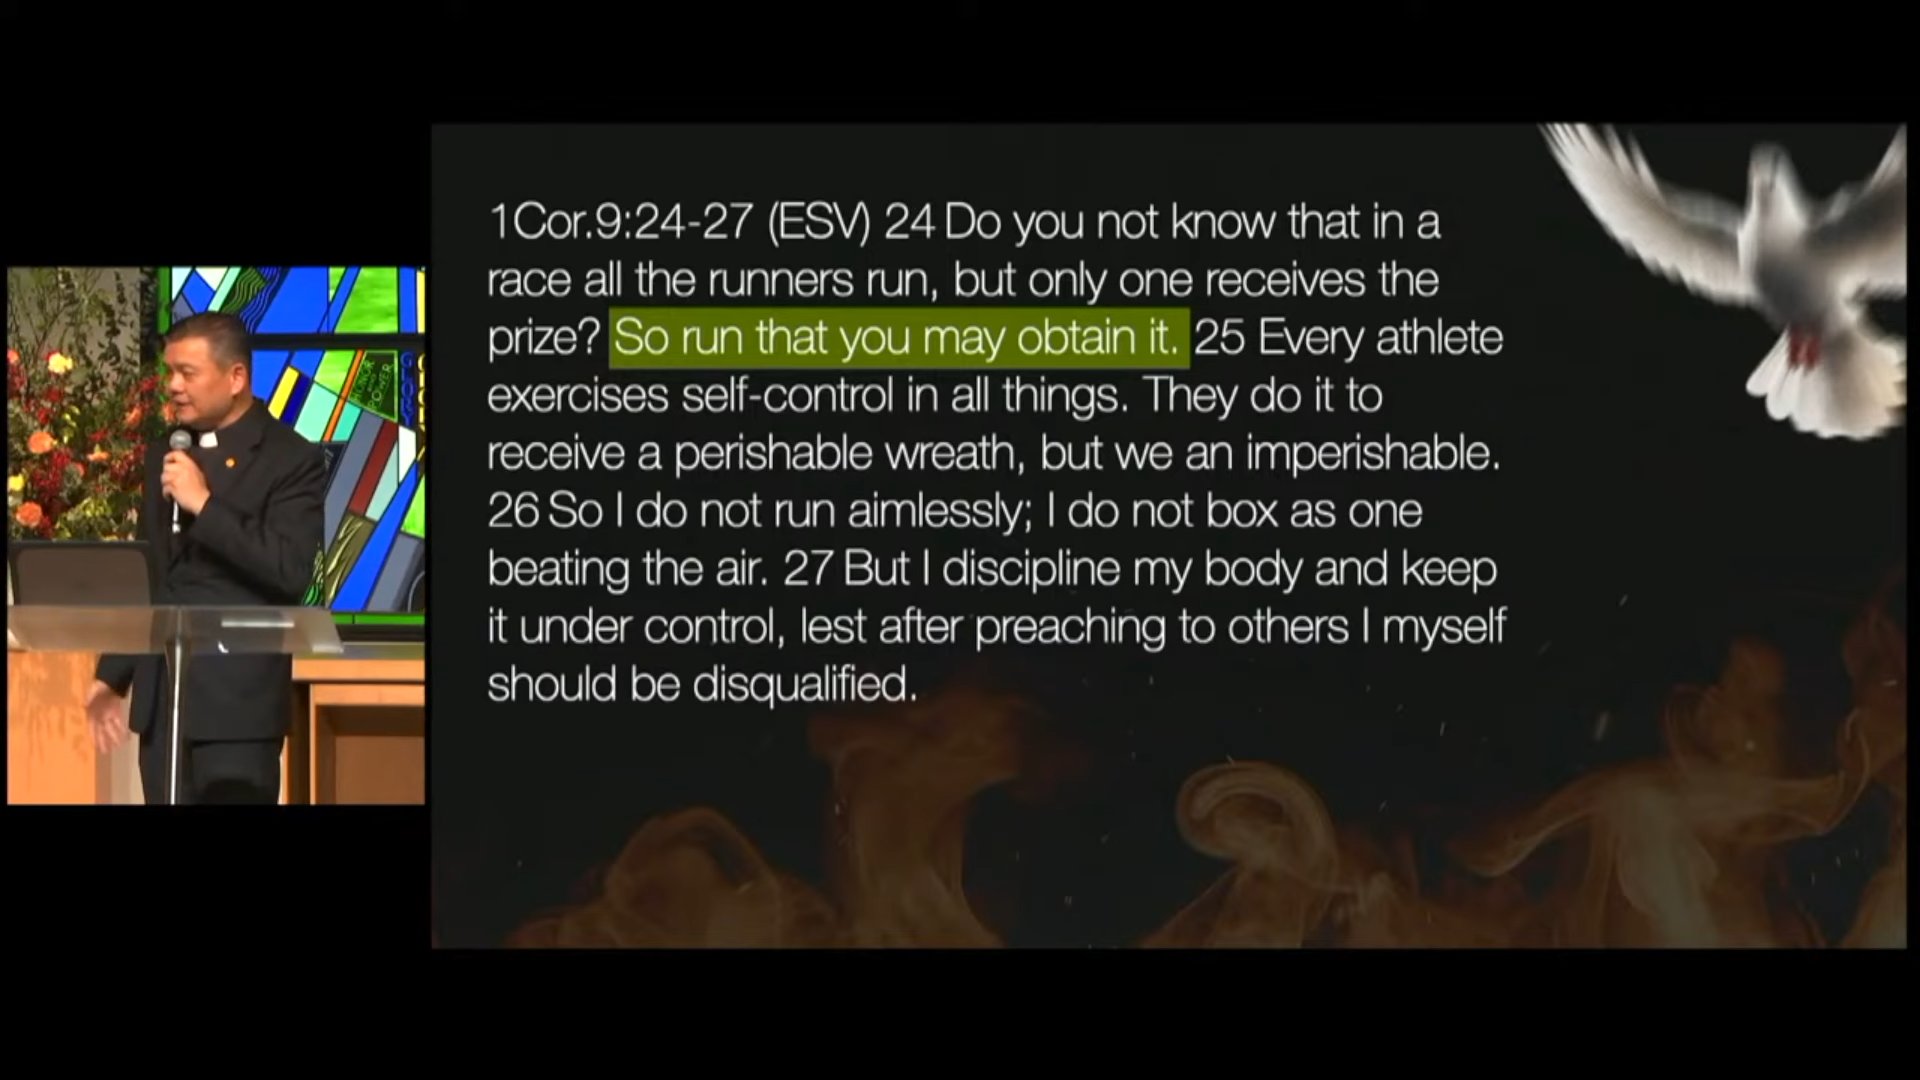 1Cor.9:24-27 (ESV) 24 Do you not know that in a
race all the runners run, but only one receives the
prize? So run that you may obtain it. 25 Every athlete
exercises self-control in all things. They do it to
receive a perishable wreath, but we an imperishable.
26 So I do not run aimlessly; I do not box as one
beating the air. 27 But I discipline my body and keep
it under control, lest after preaching to others I myself
should be disqualified.
HONOR
POWER